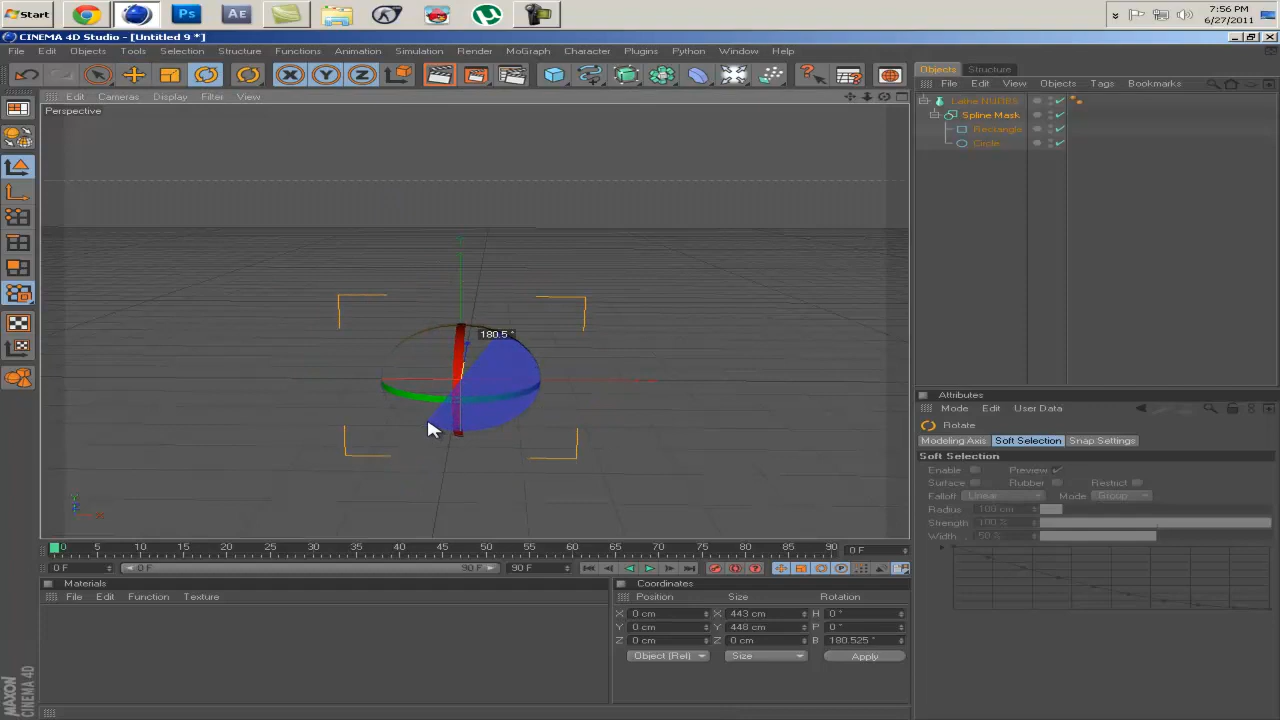 Start
Ps
Ae
7:56 PM
6/27/2011
CINEMA 4D Studio - [Untitled 9 *]
File Edit Objects Tools Selection Structure Functions Animation Simulation Render MoGraph Character Plugins Python Window Help
X Y Z
Edit Cameras Display Filter View
Perspective
180.5 °
Y
Z
X
Objects Structure
File Edit View Objects Tags Bookmarks
Lathe NURBS
Spline Mask
Rectangle
Circle
Attributes
Mode Edit User Data
Rotate
Modeling Axis Soft Selection Snap Settings
Soft Selection
Enable Preview
Surface Rubber Restrict
Falloff Linear Mode Group
Radius 100 cm
Strength 100 %
Width . 50 %
0 5 10 15 20 25 30 35 40 45 50 55 60 65 70 75 80 85 90 0 F
0 F 0 F 90 F 90 F
Materials
File Edit Function Texture
Coordinates
Position Size Rotation
X 0 cm X 443 cm H 0 °
Y 0 cm Y 448 cm P 0 °
Z 0 cm Z 0 cm B 180.525 °
Object (Rel) Size Apply
MAXON
CINEMA 4D